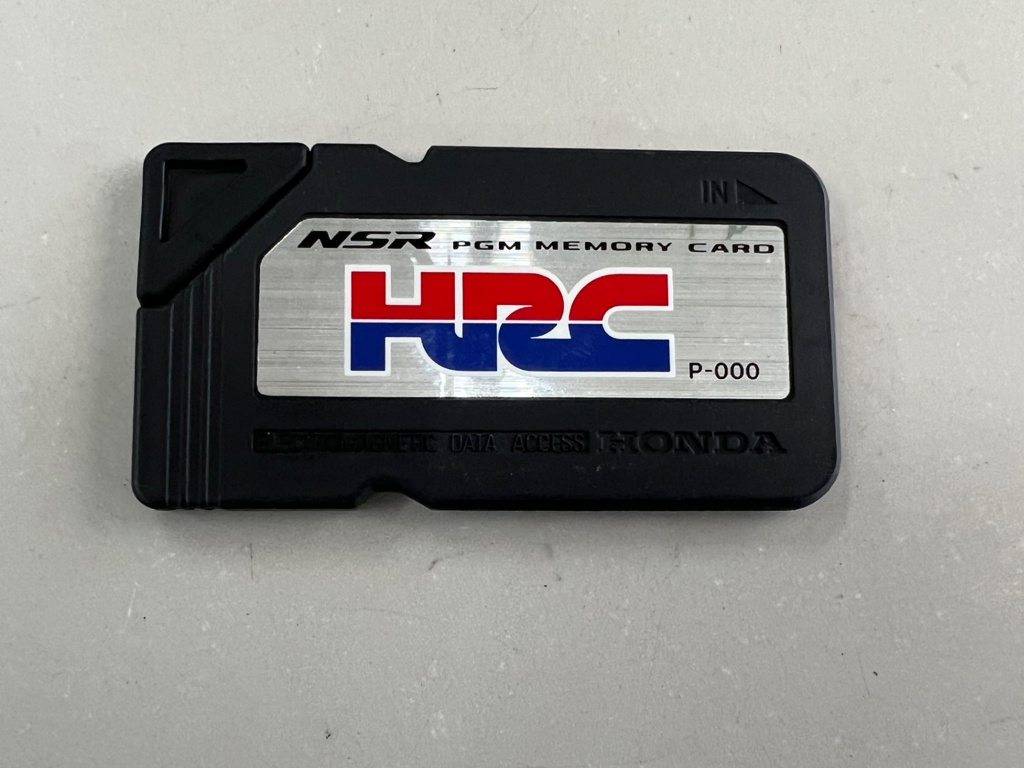 IN
NSR PGM MEMORY CARD
HRC
P-000
DATA ACCESS HONDA